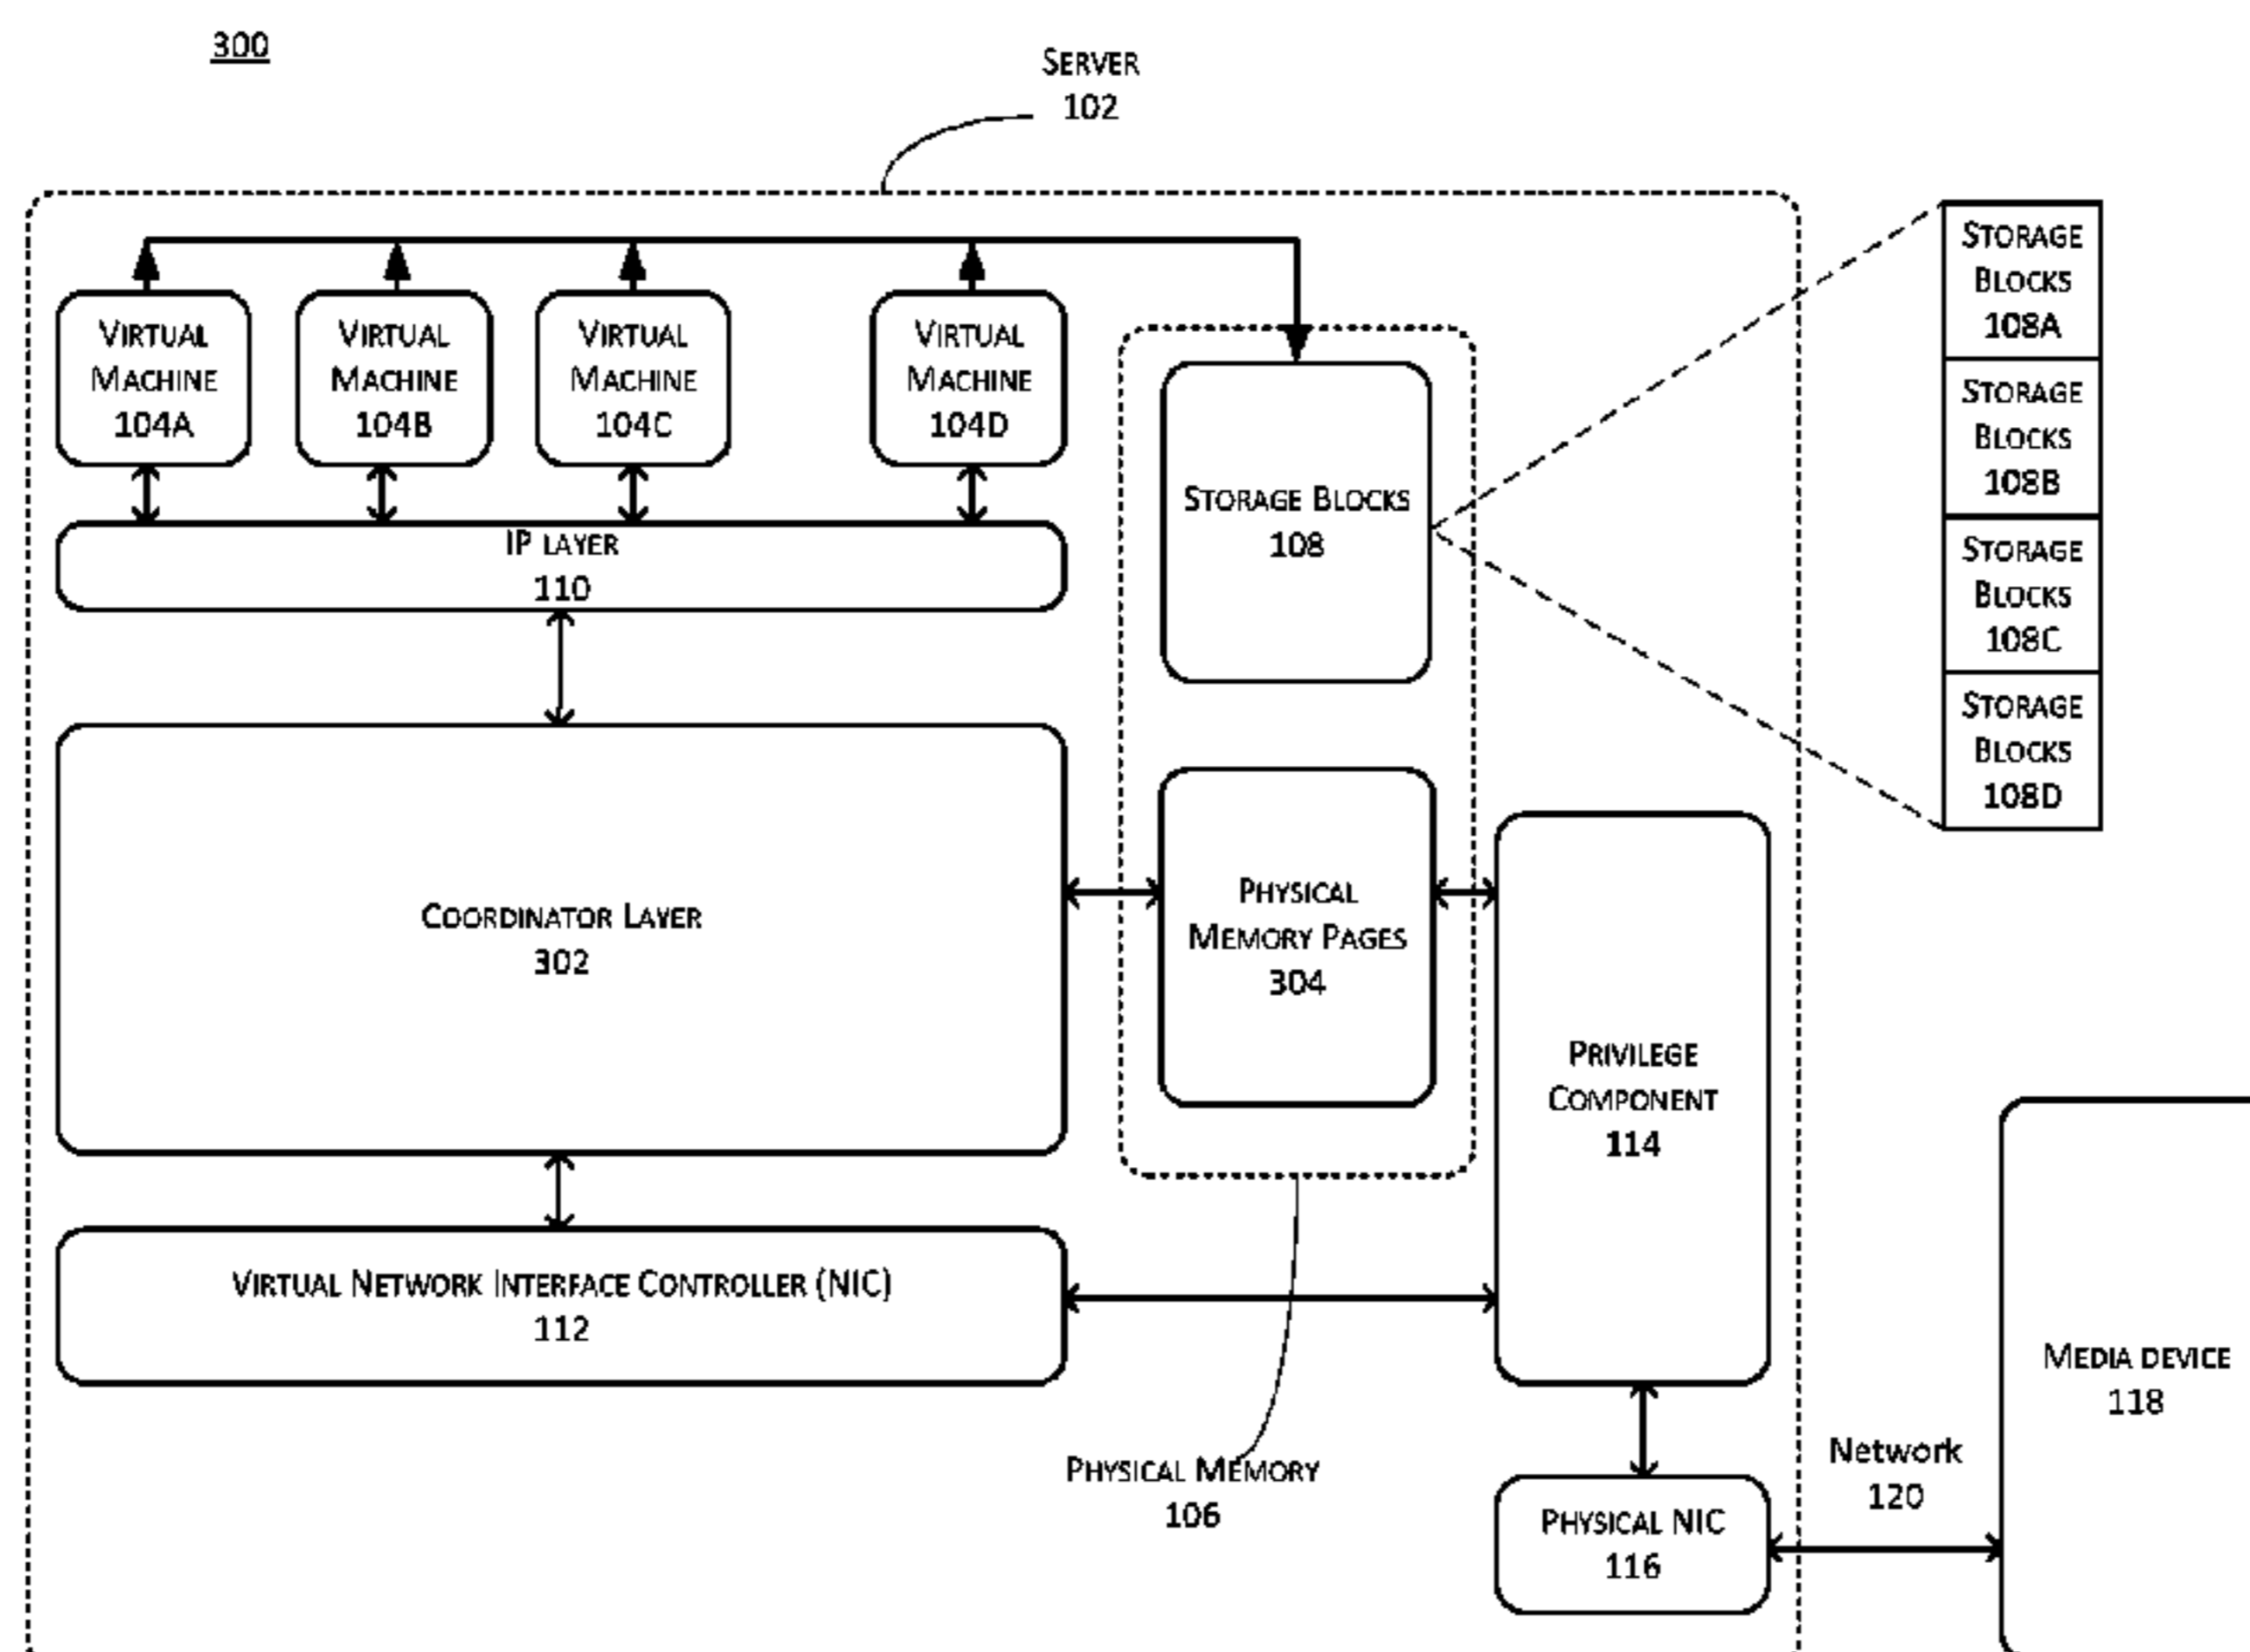 300
SERVER
102
VIRTUAL
MACHINE
104A
VIRTUAL
MACHINE
104B
VIRTUAL
MACHINE
104C
VIRTUAL
MACHINE
104D
STORAGE
BLOCKS
108A
STORAGE
BLOCKS
108B
STORAGE
BLOCKS
108C
STORAGE
BLOCKS
108D
STORAGE BLOCKS
108
IP LAYER
110
COORDINATOR LAYER
302
PHYSICAL
MEMORY PAGES
304
PRIVILEGE
COMPONENT
114
VIRTUAL NETWORK INTERFACE CONTROLLER (NIC)
112
PHYSICAL MEMORY
106
PHYSICAL NIC
116
Network
120
MEDIA DEVICE
118